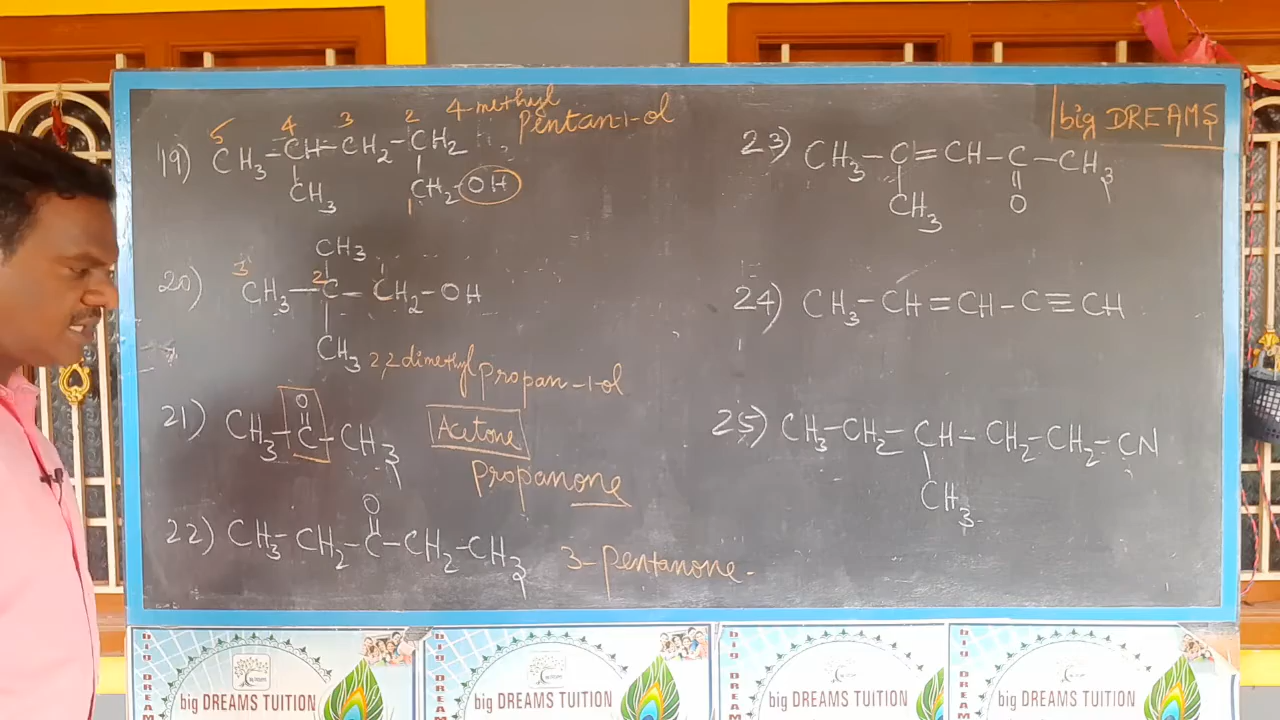 big DREAMS
19) CH3-CH-CH2-CH2
5 4 3 2
CH3 CH2-OH
1
4-methyl
Pentan-1-ol
20) CH3-C-CH2-OH
3 2 1
CH3
CH3
2,2 dimethyl propan-1-ol
21) CH3-C-CH3
O
Acetone
Propanone
22) CH3-CH2-C-CH2-CH3
O
3-pentanone.
23) CH3-C=CH-C-CH3
CH3 O
24) CH3-CH=CH-C≡CH
25) CH3-CH2-CH-CH2-CH2-CN
CH3
big DREAMS TUITION
big DREAMS TUITION
big DREAMS TUITION
big DREAMS TUITION